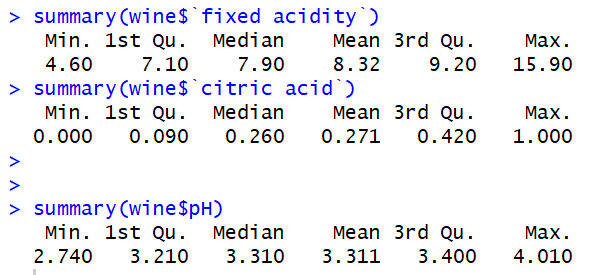 > summary(wine$`fixed acidity`)
Min. 1st Qu. Median Mean 3rd Qu. Max.
4.60 7.10 7.90 8.32 9.20 15.90
> summary(wine$`citric acid`)
Min. 1st Qu. Median Mean 3rd Qu. Max.
0.000 0.090 0.260 0.271 0.420 1.000
>
>
> summary(wine$pH)
Min. 1st Qu. Median Mean 3rd Qu. Max.
2.740 3.210 3.310 3.311 3.400 4.010